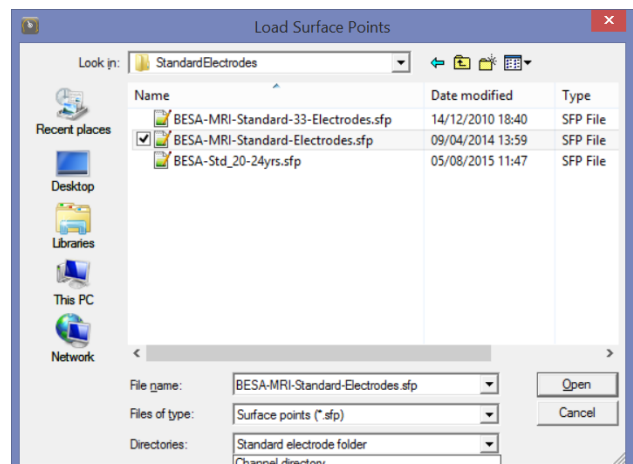 Load Surface Points
Look in: StandardElectrodes
Name Date modified Type
BESA-MRI-Standard-33-Electrodes.sfp 14/12/2010 18:40 SFP File
BESA-MRI-Standard-Electrodes.sfp 09/04/2014 13:59 SFP File
BESA-Std_20-24yrs.sfp 05/08/2015 11:47 SFP File
Recent places
Desktop
Libraries
This PC
Network
File name: BESA-MRI-Standard-Electrodes.sfp Open
Files of type: Surface points (*.sfp) Cancel
Directories: Standard electrode folder
Channel directory